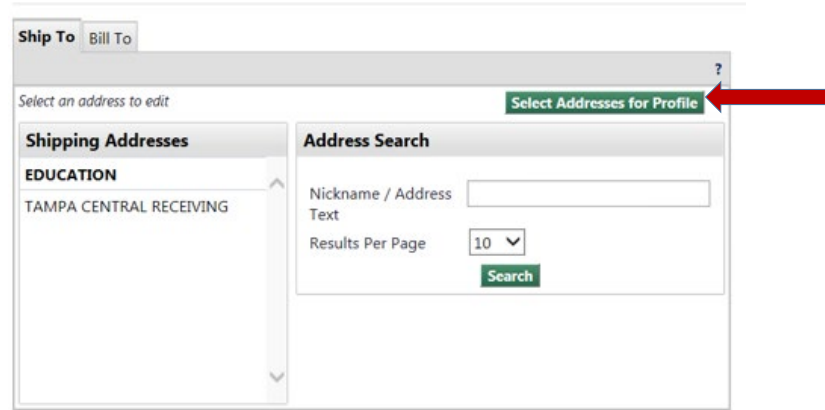 Ship To Bill To
?
Select an address to edit
Select Addresses for Profile
Shipping Addresses
EDUCATION
TAMPA CENTRAL RECEIVING
Address Search
Nickname / Address
Text
Results Per Page 10
Search